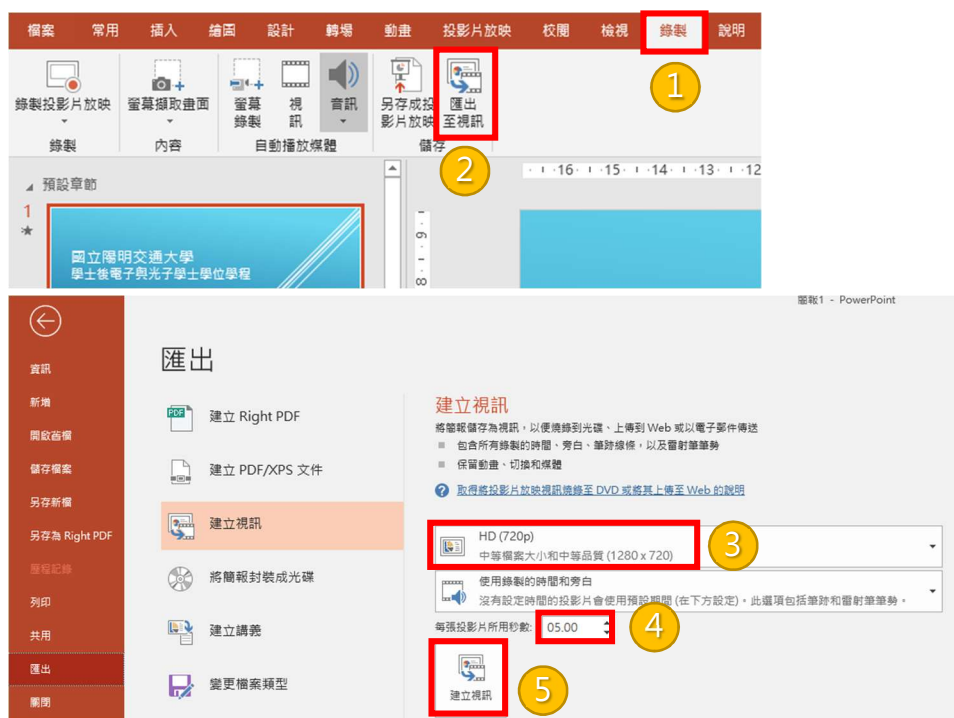 檔案 常用 插入 繪圖 設計 轉場 動畫 投影片放映 校閱 檢視 錄製 說明
1
錄製投影片放映 螢幕擷取畫面 螢幕 視 音訊 另存成投 匯出
錄製 訊 影片放映 至視訊
錄製 內容 自動播放媒體 儲存
2
預設章節
16 15 14 13 12
1
國立陽明交通大學
學士後電子與光子學士學位學程
9
8
簡報1 - PowerPoint
匯出
資訊
新增
開啟舊檔
儲存檔案
另存新檔
另存為 Right PDF
歷程記錄
列印
共用
匯出
關閉
建立 Right PDF
建立 PDF/XPS 文件
建立視訊
將簡報封裝成光碟
建立講義
變更檔案類型
建立視訊
將簡報儲存為視訊，以便燒錄到光碟、上傳到 Web 或以電子郵件傳送
包含所有錄製的時間、旁白、筆跡線條，以及雷射筆筆勢
保留動畫、切換和媒體
取得將投影片放映視訊燒錄至 DVD 或將其上傳至 Web 的說明
HD (720p)
中等檔案大小和中等品質 (1280 x 720)
3
使用錄製的時間和旁白
沒有設定時間的投影片會使用預設期間 (在下方設定)。此選項包括筆跡和雷射筆筆勢。
每張投影片所用秒數: 05.00
4
建立視訊
5